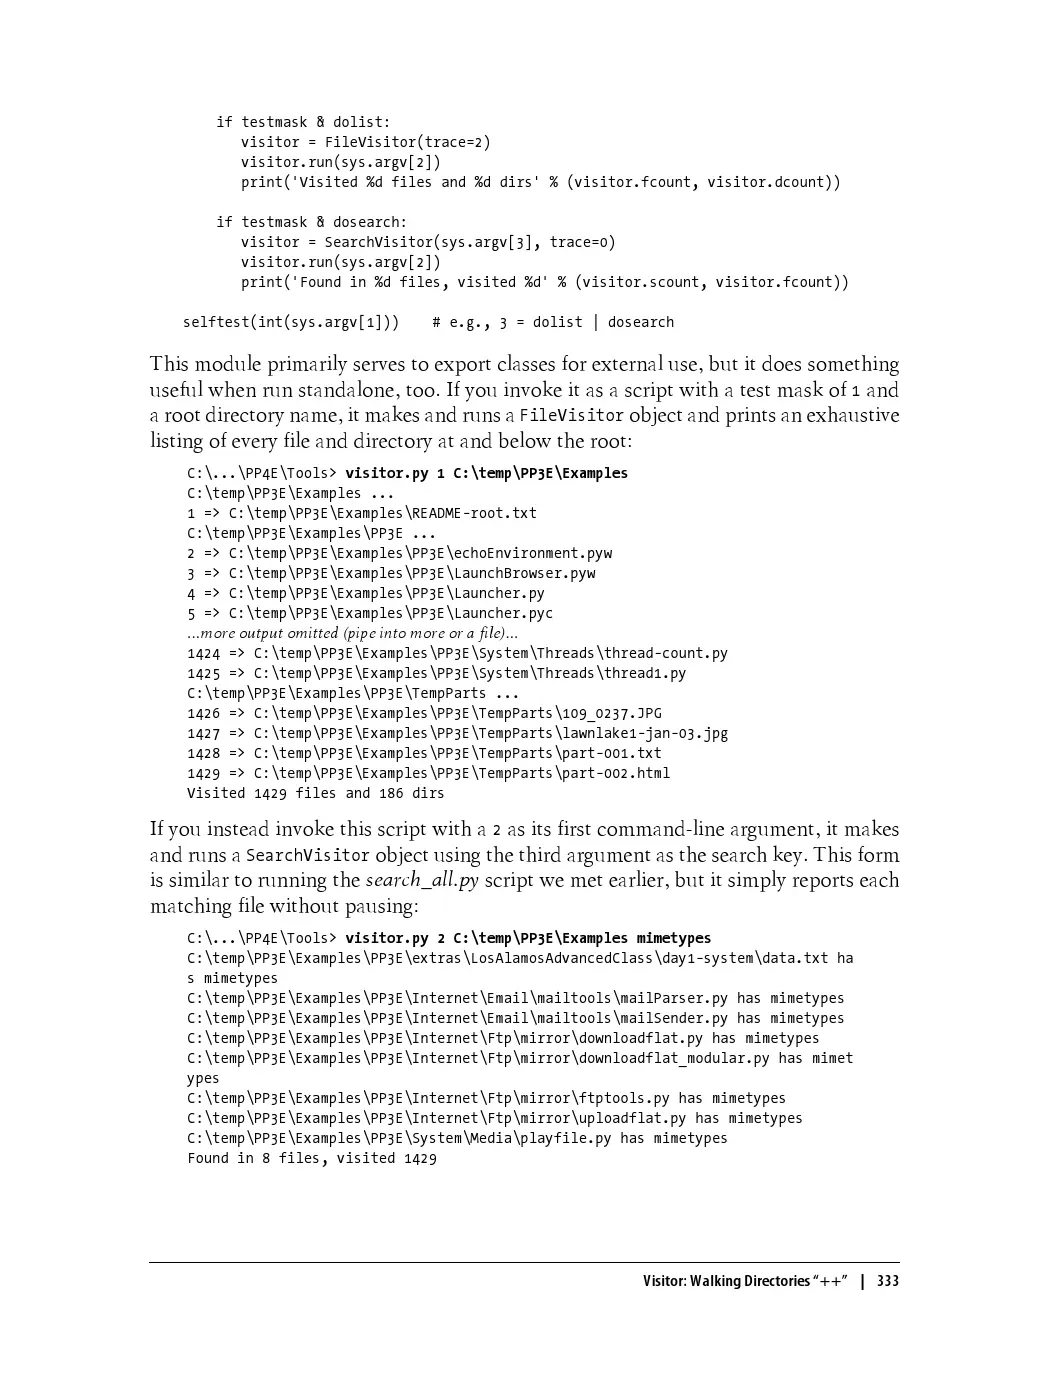 if testmask & dolist:
visitor = FileVisitor(trace=2)
visitor.run(sys.argv[2])
print('Visited %d files and %d dirs' % (visitor.fcount, visitor.dcount))
if testmask & dosearch:
visitor = SearchVisitor(sys.argv[3], trace=0)
visitor.run(sys.argv[2])
print('Found in %d files, visited %d' % (visitor.scount, visitor.fcount))
selftest(int(sys.argv[1])) # e.g., 3 = dolist | dosearch
This module primarily serves to export classes for external use, but it does something
useful when run standalone, too. If you invoke it as a script with a test mask of 1 and
a root directory name, it makes and runs a FileVisitor object and prints an exhaustive
listing of every file and directory at and below the root:
C:\...\PP4E\Tools> visitor.py 1 C:\temp\PP3E\Examples
C:\temp\PP3E\Examples ...
1 => C:\temp\PP3E\Examples\README-root.txt
C:\temp\PP3E\Examples\PP3E ...
2 => C:\temp\PP3E\Examples\PP3E\echoEnvironment.pyw
3 => C:\temp\PP3E\Examples\PP3E\LaunchBrowser.pyw
4 => C:\temp\PP3E\Examples\PP3E\Launcher.py
5 => C:\temp\PP3E\Examples\PP3E\Launcher.pyc
...more output omitted (pipe into more or a file)...
1424 => C:\temp\PP3E\Examples\PP3E\System\Threads\thread-count.py
1425 => C:\temp\PP3E\Examples\PP3E\System\Threads\thread1.py
C:\temp\PP3E\Examples\PP3E\TempParts ...
1426 => C:\temp\PP3E\Examples\PP3E\TempParts\109_0237.JPG
1427 => C:\temp\PP3E\Examples\PP3E\TempParts\lawnlake1-jan-03.jpg
1428 => C:\temp\PP3E\Examples\PP3E\TempParts\part-001.txt
1429 => C:\temp\PP3E\Examples\PP3E\TempParts\part-002.html
Visited 1429 files and 186 dirs
If you instead invoke this script with a 2 as its first command-line argument, it makes
and runs a SearchVisitor object using the third argument as the search key. This form
is similar to running the search_all.py script we met earlier, but it simply reports each
matching file without pausing:
C:\...\PP4E\Tools> visitor.py 2 C:\temp\PP3E\Examples mimetypes
C:\temp\PP3E\Examples\PP3E\extras\LosAlamosAdvancedClass\day1-system\data.txt ha
s mimetypes
C:\temp\PP3E\Examples\PP3E\Internet\Email\mailtools\mailParser.py has mimetypes
C:\temp\PP3E\Examples\PP3E\Internet\Email\mailtools\mailSender.py has mimetypes
C:\temp\PP3E\Examples\PP3E\Internet\Ftp\mirror\downloadflat.py has mimetypes
C:\temp\PP3E\Examples\PP3E\Internet\Ftp\mirror\downloadflat_modular.py has mimet
ypes
C:\temp\PP3E\Examples\PP3E\Internet\Ftp\mirror\ftptools.py has mimetypes
C:\temp\PP3E\Examples\PP3E\Internet\Ftp\mirror\uploadflat.py has mimetypes
C:\temp\PP3E\Examples\PP3E\System\Media\playfile.py has mimetypes
Found in 8 files, visited 1429
Visitor: Walking Directories “++” | 333